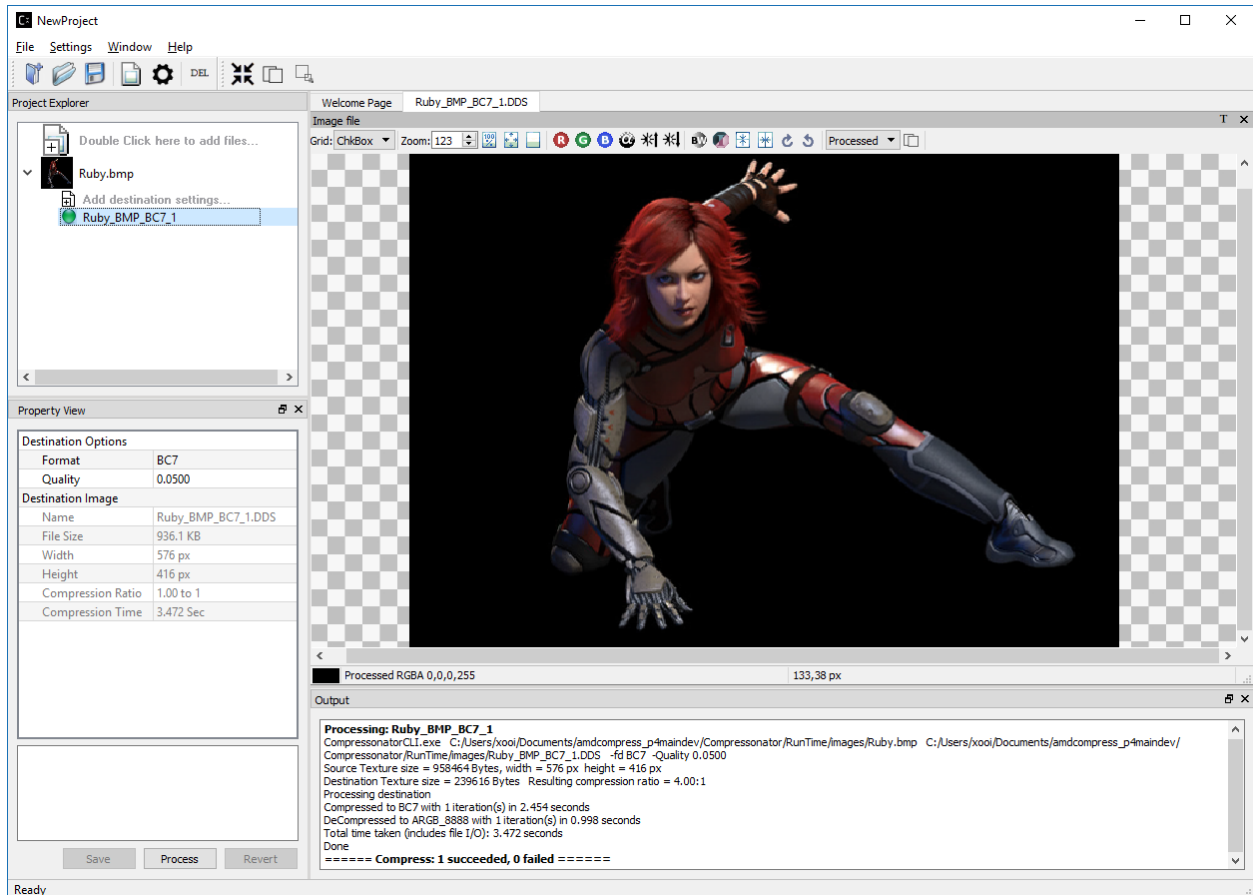 C: NewProject
File Settings Window Help
DEL
Project Explorer
Double Click here to add files...
Ruby.bmp
Add destination settings...
Ruby_BMP_BC7_1
Property View
Destination Options
Format BC7
Quality 0.0500
Destination Image
Name Ruby_BMP_BC7_1.DDS
File Size 936.1 KB
Width 576 px
Height 416 px
Compression Ratio 1.00 to 1
Compression Time 3.472 Sec
Save Process Revert
Welcome Page Ruby_BMP_BC7_1.DDS
Image file T
Grid: ChkBox Zoom: 123 100 R G B α BW Processed
Processed RGBA 0,0,0,255 133,38 px
Output
Processing: Ruby_BMP_BC7_1
CompressonatorCLI.exe C:/Users/xooi/Documents/amdcompress_p4maindev/Compressonator/RunTime/images/Ruby.bmp C:/Users/xooi/Documents/amdcompress_p4maindev/
Compressonator/RunTime/images/Ruby_BMP_BC7_1.DDS -fd BC7 -Quality 0.0500
Source Texture size = 958464 Bytes, width = 576 px height = 416 px
Destination Texture size = 239616 Bytes Resulting compression ratio = 4.00:1
Processing destination
Compressed to BC7 with 1 iteration(s) in 2.454 seconds
DeCompressed to ARGB_8888 with 1 iteration(s) in 0.998 seconds
Total time taken (includes file I/O): 3.472 seconds
Done
====== Compress: 1 succeeded, 0 failed ======
Ready